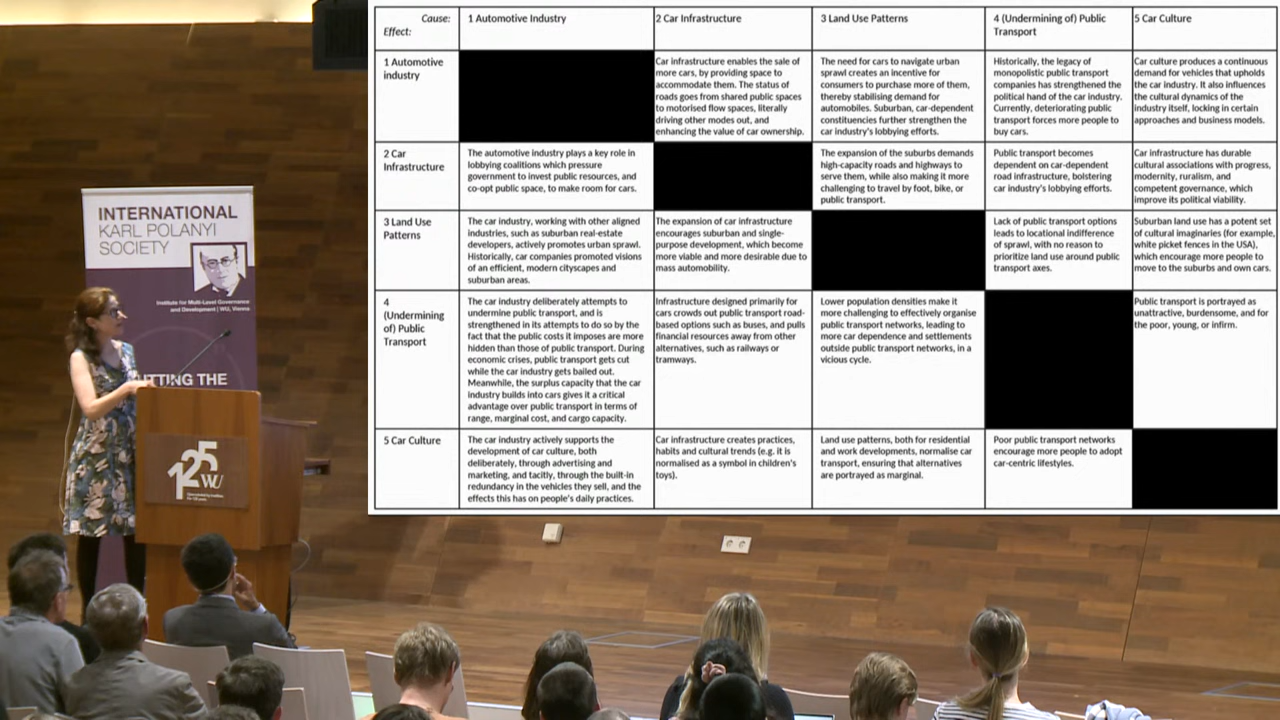 Cause:
Effect:
1 Automotive Industry
2 Car Infrastructure
3 Land Use Patterns
4 (Undermining of) Public
Transport
5 Car Culture
1 Automotive
industry
Car infrastructure enables the sale of
more cars, by providing space to
accommodate them. The status of
roads goes from shared public spaces
to motorised flow spaces, literally
driving other modes out, and
enhancing the value of car ownership.
The need for cars to navigate urban
sprawl creates an incentive for
consumers to purchase more of them,
thereby stabilising demand for
automobiles. Suburban, car-dependent
constituencies further strengthen the
car industry's lobbying efforts.
Historically, the legacy of
monopolistic public transport
companies has strengthened the
political hand of the car industry.
Currently, deteriorating public
transport forces more people to
buy cars.
Car culture produces a continuous
demand for vehicles that upholds
the car industry. It also influences
the cultural dynamics of the
industry itself, locking in certain
approaches and business models.
2 Car
Infrastructure
The automotive industry plays a key role in
lobbying coalitions which pressure
government to invest public resources, and
co-opt public space, to make room for cars.
The expansion of the suburbs demands
high-capacity roads and highways to
serve them, while also making it more
challenging to travel by foot, bike, or
public transport.
Public transport becomes
dependent on car-dependent
road infrastructure, bolstering
car industry's lobbying efforts.
Car infrastructure has durable
cultural associations with progress,
modernity, ruralism, and
competent governance, which
improve its political viability.
3 Land Use
Patterns
The car industry, working with other aligned
industries, such as suburban real-estate
developers, actively promotes urban sprawl.
Historically, car companies promoted visions
of an efficient, modern cityscapes and
suburban areas.
The expansion of car infrastructure
encourages suburban and single-
purpose development, which become
more viable and more desirable due to
mass automobility.
Lack of public transport options
leads to locational indifference
of sprawl, with no reason to
prioritize land use around public
transport axes.
Suburban land use has a potent set
of cultural imaginaries (for example,
white picket fences in the USA),
which encourage more people to
move to the suburbs and own cars.
4
(Undermining
of) Public
Transport
The car industry deliberately attempts to
undermine public transport, and is
strengthened in its attempts to do so by the
fact that the public costs it imposes are more
hidden than those of public transport. During
economic crises, public transport gets cut
while the car industry gets bailed out.
Meanwhile, the surplus capacity that the car
industry builds into cars gives it a critical
advantage over public transport in terms of
range, marginal cost, and cargo capacity.
Infrastructure designed primarily for
cars crowds out public transport road-
based options such as buses, and pulls
financial resources away from other
alternatives, such as railways or
tramways.
Lower population densities make it
more challenging to effectively organise
public transport networks, leading to
more car dependence and settlements
outside public transport networks, in a
vicious cycle.
Public transport is portrayed as
unattractive, burdensome, and for
the poor, young, or infirm.
5 Car Culture
The car industry actively supports the
development of car culture, both
deliberately, through advertising and
marketing, and tacitly, through the built-in
redundancy in the vehicles they sell, and the
effects this has on people's daily practices.
Car infrastructure creates practices,
habits and cultural trends (e.g. it is
normalised as a symbol in children's
toys).
Land use patterns, both for residential
and work developments, normalise car
transport, ensuring that alternatives
are portrayed as marginal.
Poor public transport networks
encourage more people to adopt
car-centric lifestyles.
INTERNATIONAL
KARL POLANYI
SOCIETY
Institute for Multi-Level Governance
and Development | WU, Vienna
THE
125
WU